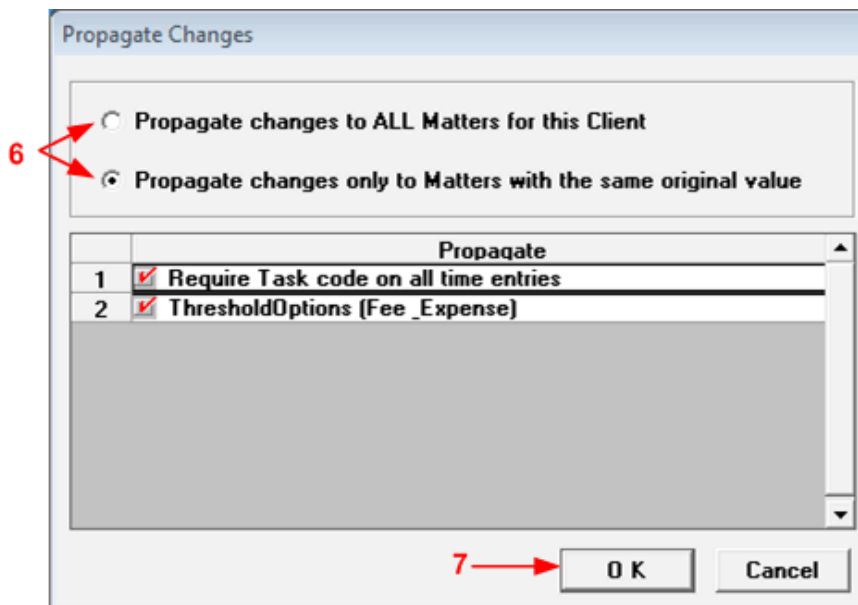 Propagate Changes
Propagate changes to ALL Matters for this Client
6
Propagate changes only to Matters with the same original value
Propagate
1 Require Task code on all time entries
2 ThresholdOptions (Fee _Expense)
7 O K Cancel